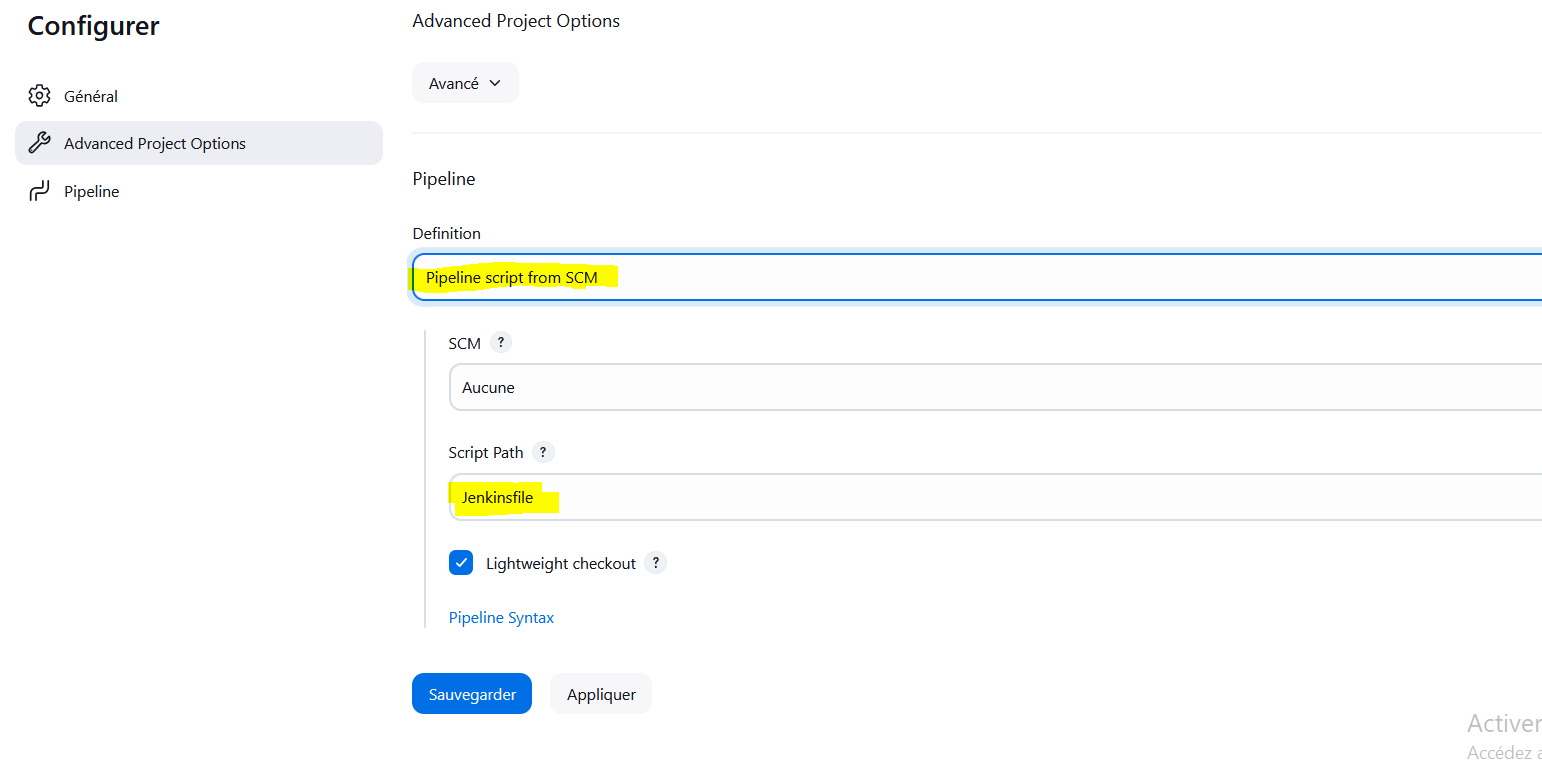 Configurer
Général
Advanced Project Options
Pipeline
Advanced Project Options
Avancé
Pipeline
Definition
Pipeline script from SCM
SCM ?
Aucune
Script Path ?
Jenkinsfile
Lightweight checkout ?
Pipeline Syntax
Sauvegarder Appliquer
Activer
Accédez a